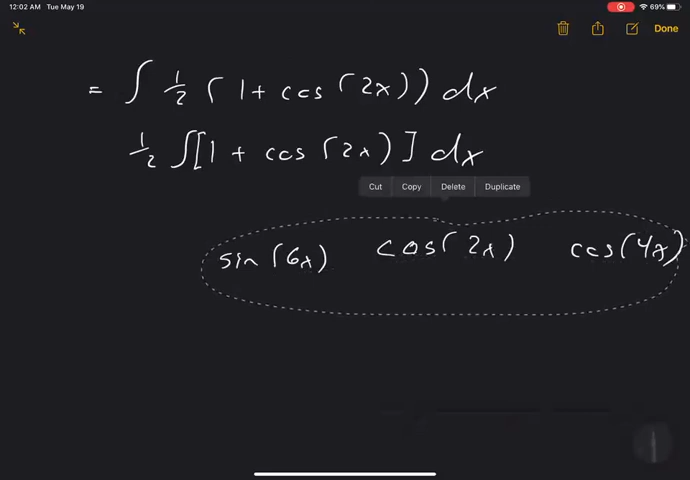 12:02 AM Tue May 19
69%
Done
= ∫ 1/2 (1 + cos(2x)) dx
1/2 ∫[1 + cos(2x)] dx
Cut Copy Delete Duplicate
sin(6x) cos(2x) cos(4x)